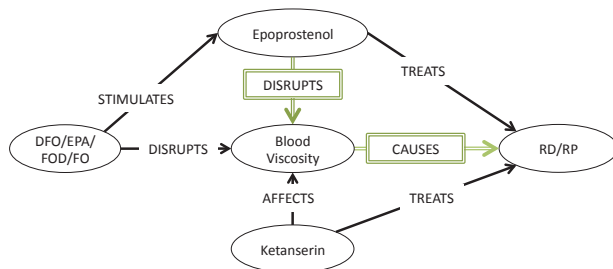 Epoprostenol
DISRUPTS
TREATS
STIMULATES
DFO/EPA/
FOD/FO
DISRUPTS
Blood
Viscosity
CAUSES
RD/RP
AFFECTS
TREATS
Ketanserin